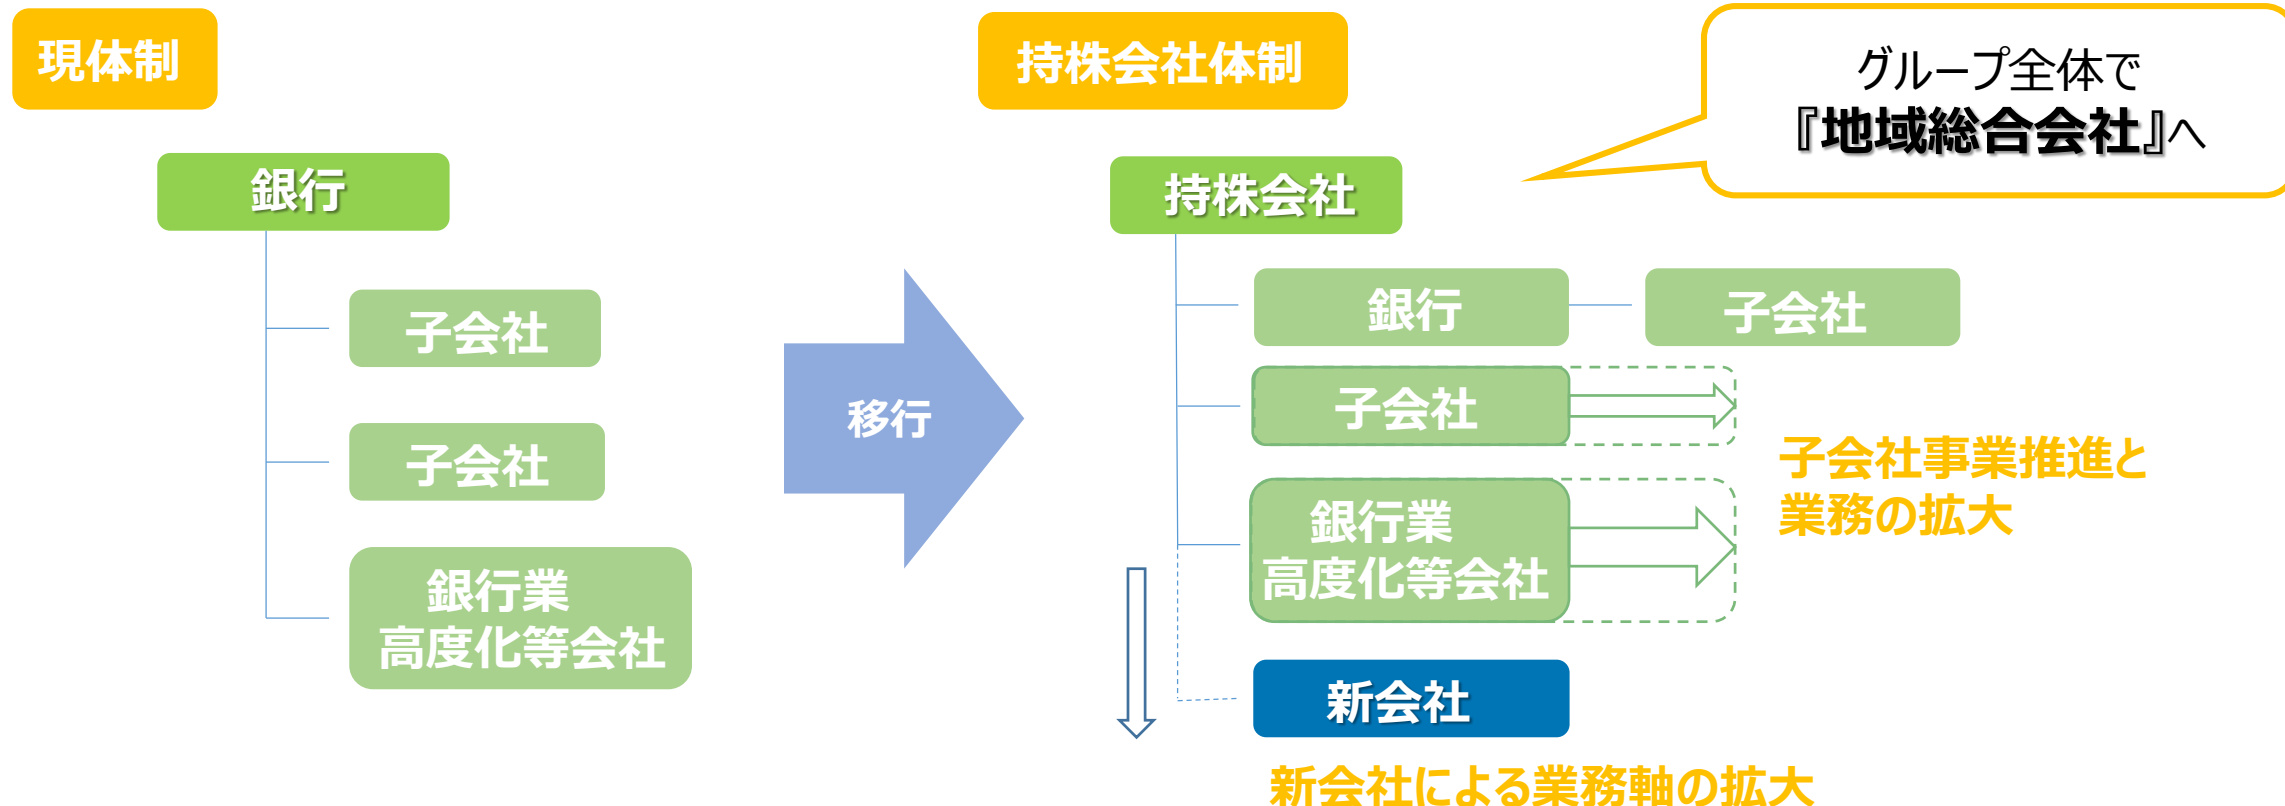 現体制
銀行
子会社
子会社
銀行業
高度化等会社
移行
持株会社体制
グループ全体で
『地域総合会社』へ
持株会社
銀行
子会社
子会社
銀行業
高度化等会社
子会社事業推進と
業務の拡大
新会社
新会社による業務軸の拡大